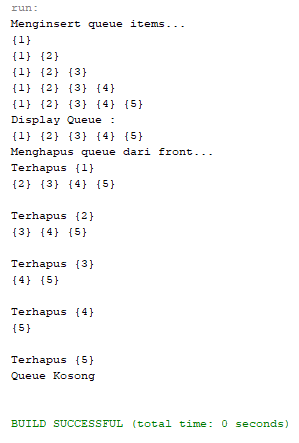 run:
Menginsert queue items...
{1}
{1} {2}
{1} {2} {3}
{1} {2} {3} {4}
{1} {2} {3} {4} {5}
Display Queue :
{1} {2} {3} {4} {5}
Menghapus queue dari front...
Terhapus {1}
{2} {3} {4} {5}
Terhapus {2}
{3} {4} {5}
Terhapus {3}
{4} {5}
Terhapus {4}
{5}
Terhapus {5}
Queue Kosong
BUILD SUCCESSFUL (total time: 0 seconds)